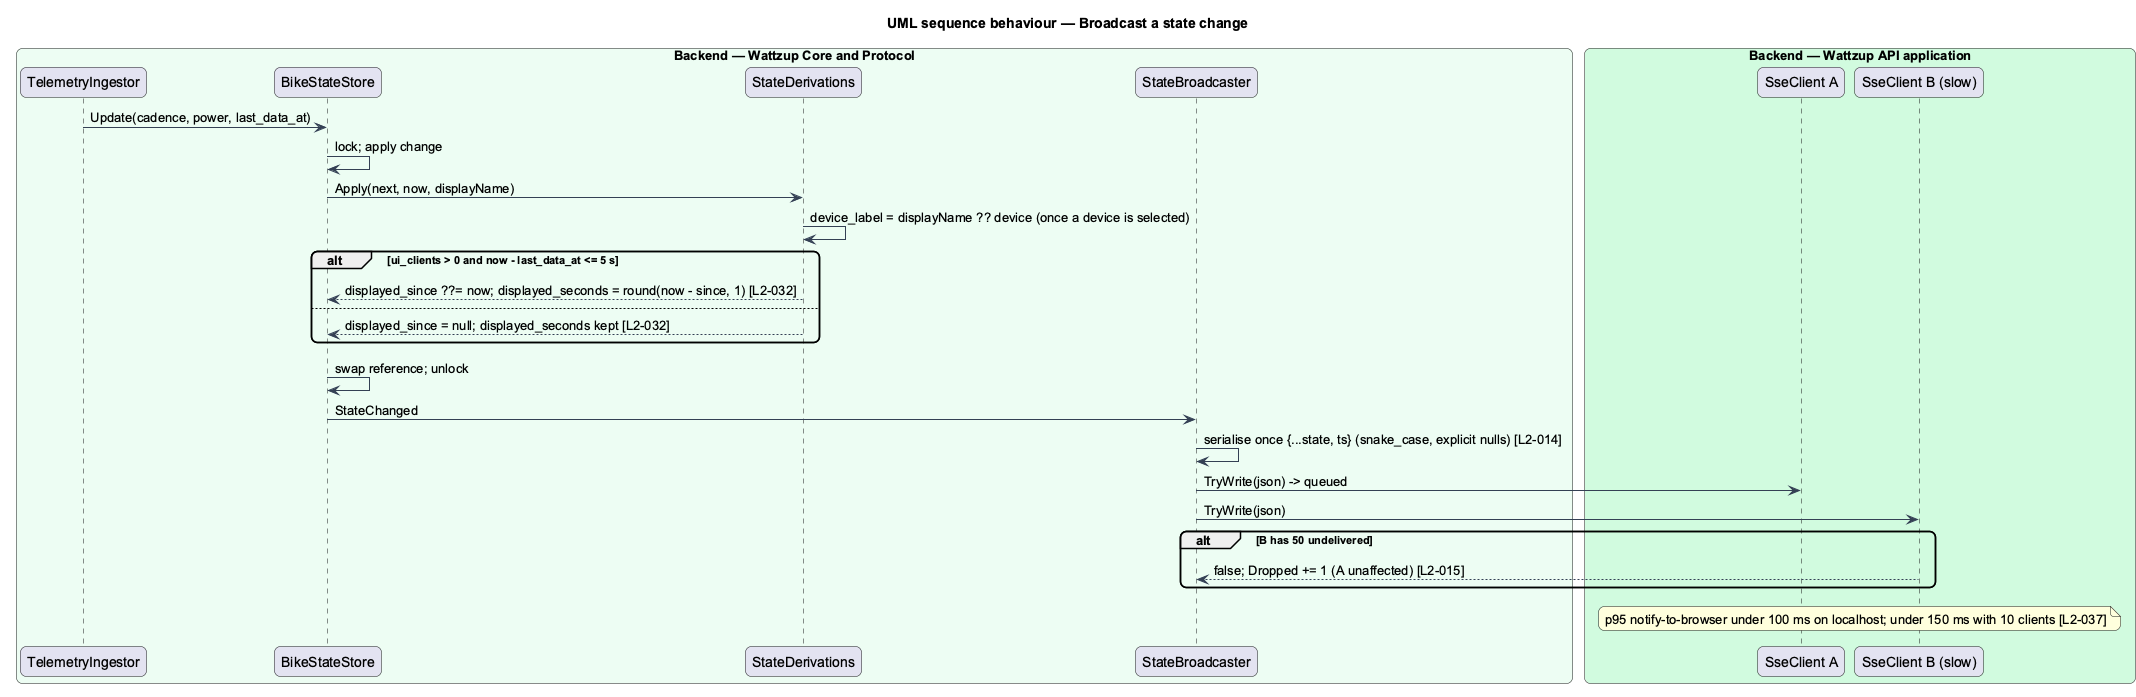 UML sequence behaviour — Broadcast a state change
Backend — Wattzup Core and Protocol
Backend — Wattzup API application
TelemetryIngestor
BikeStateStore
StateDerivations
StateBroadcaster
SseClient A
SseClient B (slow)
Update(cadence, power, last_data_at)
lock; apply change
Apply(next, now, displayName)
device_label = displayName ?? device (once a device is selected)
alt
[ui_clients > 0 and now - last_data_at <= 5 s]
displayed_since ??= now; displayed_seconds = round(now - since, 1) [L2-032]
displayed_since = null; displayed_seconds kept [L2-032]
swap reference; unlock
StateChanged
serialise once {...state, ts} (snake_case, explicit nulls) [L2-014]
TryWrite(json) -> queued
TryWrite(json)
alt
[B has 50 undelivered]
false; Dropped += 1 (A unaffected) [L2-015]
p95 notify-to-browser under 100 ms on localhost; under 150 ms with 10 clients [L2-037]
TelemetryIngestor
BikeStateStore
StateDerivations
StateBroadcaster
SseClient A
SseClient B (slow)